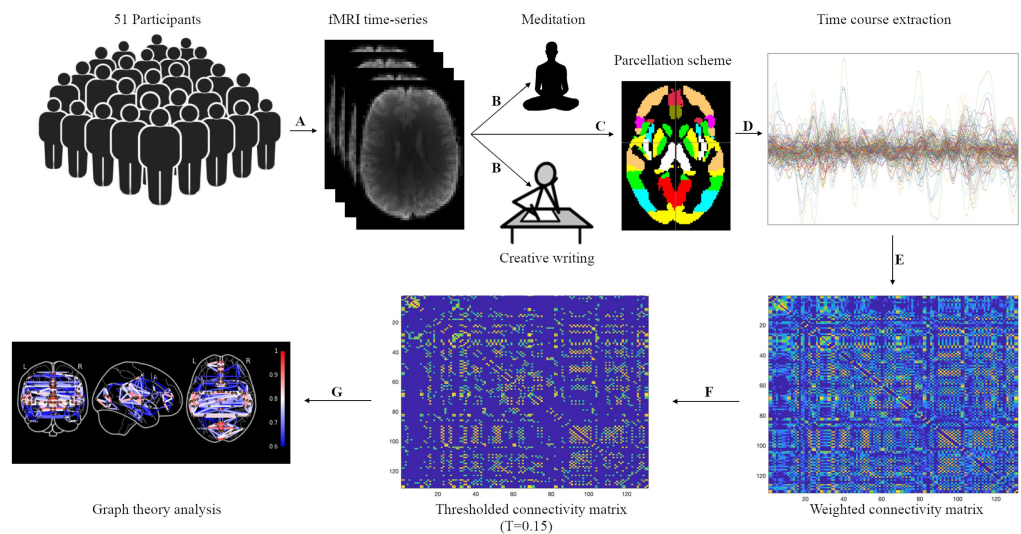 51 Participants
fMRI time-series
Meditation
Time course extraction
Parcellation scheme
A
B
B
C
D
E
Creative writing
F
G
L R
L R
1
0.9
0.8
0.7
0.6
20
40
60
80
100
120
20 40 60 80 100 120
20
40
60
80
100
120
20 40 60 80 100 120
Graph theory analysis
Thresholded connectivity matrix
(T=0.15)
Weighted connectivity matrix